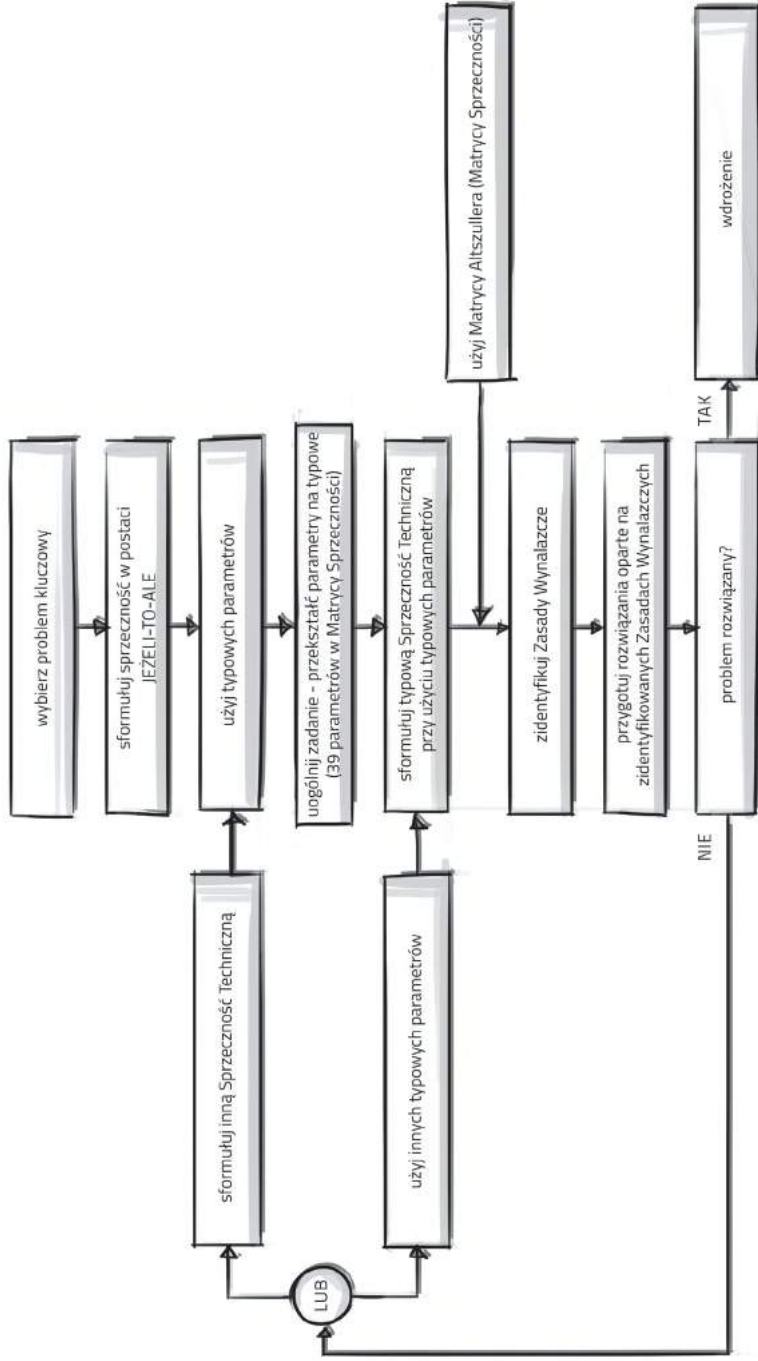 wybierz problem kluczowy
sformułuj sprzeczność w postaci
JEŻELI-TO-ALE
użyj typowych parametrów
sformułuj inną Sprzeczność Techniczną
uogólnij zadanie – przekształć parametry na typowe
(39 parametrów w Matrycy Sprzeczności)
LUB
sformułuj typową Sprzeczność Techniczną
przy użyciu typowych parametrów
użyj innych typowych parametrów
użyj Matrycy Altszullera (Matrycy Sprzeczności)
zidentyfikuj Zasady Wynalazcze
przygotuj rozwiązania oparte na
zidentyfikowanych Zasadach Wynalazczych
NIE
problem rozwiązany?
TAK
wdrożenie